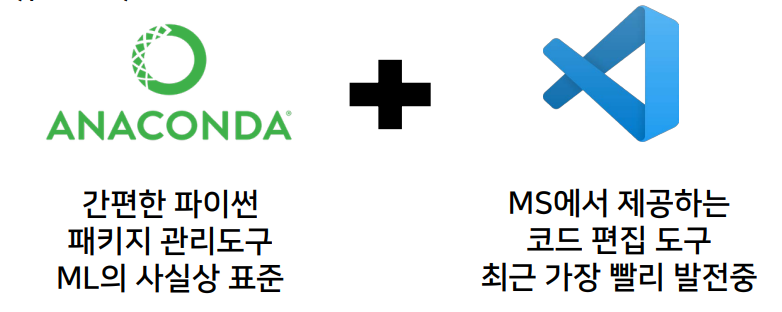 ANACONDA®
간편한 파이썬
패키지 관리도구
ML의 사실상 표준
MS에서 제공하는
코드 편집 도구
최근 가장 빨리 발전중